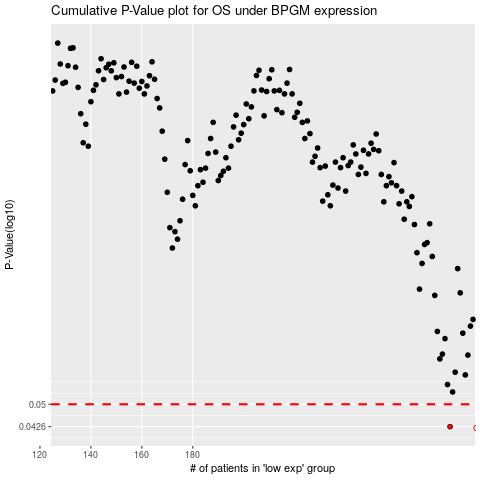 Cumulative P-Value plot for OS under BPGM expression
P-Value(log10)
0.05
0.0426
120 140 160 180
# of patients in 'low exp' group